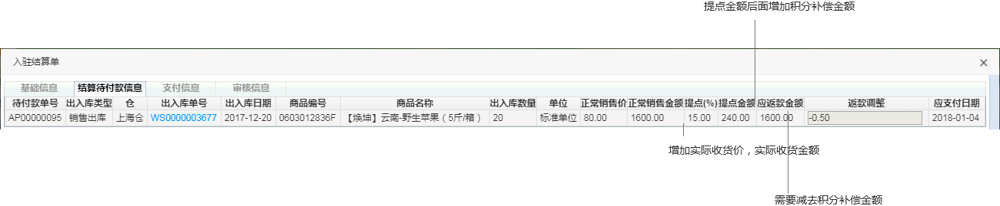 提点金额后面增加积分补偿金额
入驻结算单 ×
基础信息 结算待付款信息 支付信息 审核信息
待付款单号 出入库类型 仓 出入库单号 出入库日期 商品编号 商品名称 出入库数量 单位 正常销售价 正常销售金额 提点(%) 提点金额 应返款金额 返款调整 应支付日期
AP00000095 销售出库 上海仓 WS0000003677 2017-12-20 0603012836F 【焕坤】云南-野生苹果（5斤/箱） 20 标准单位 80.00 1600.00 15.00 240.00 1600.00 -0.50 2018-01-04
增加实际收货价，实际收货金额
需要减去积分补偿金额